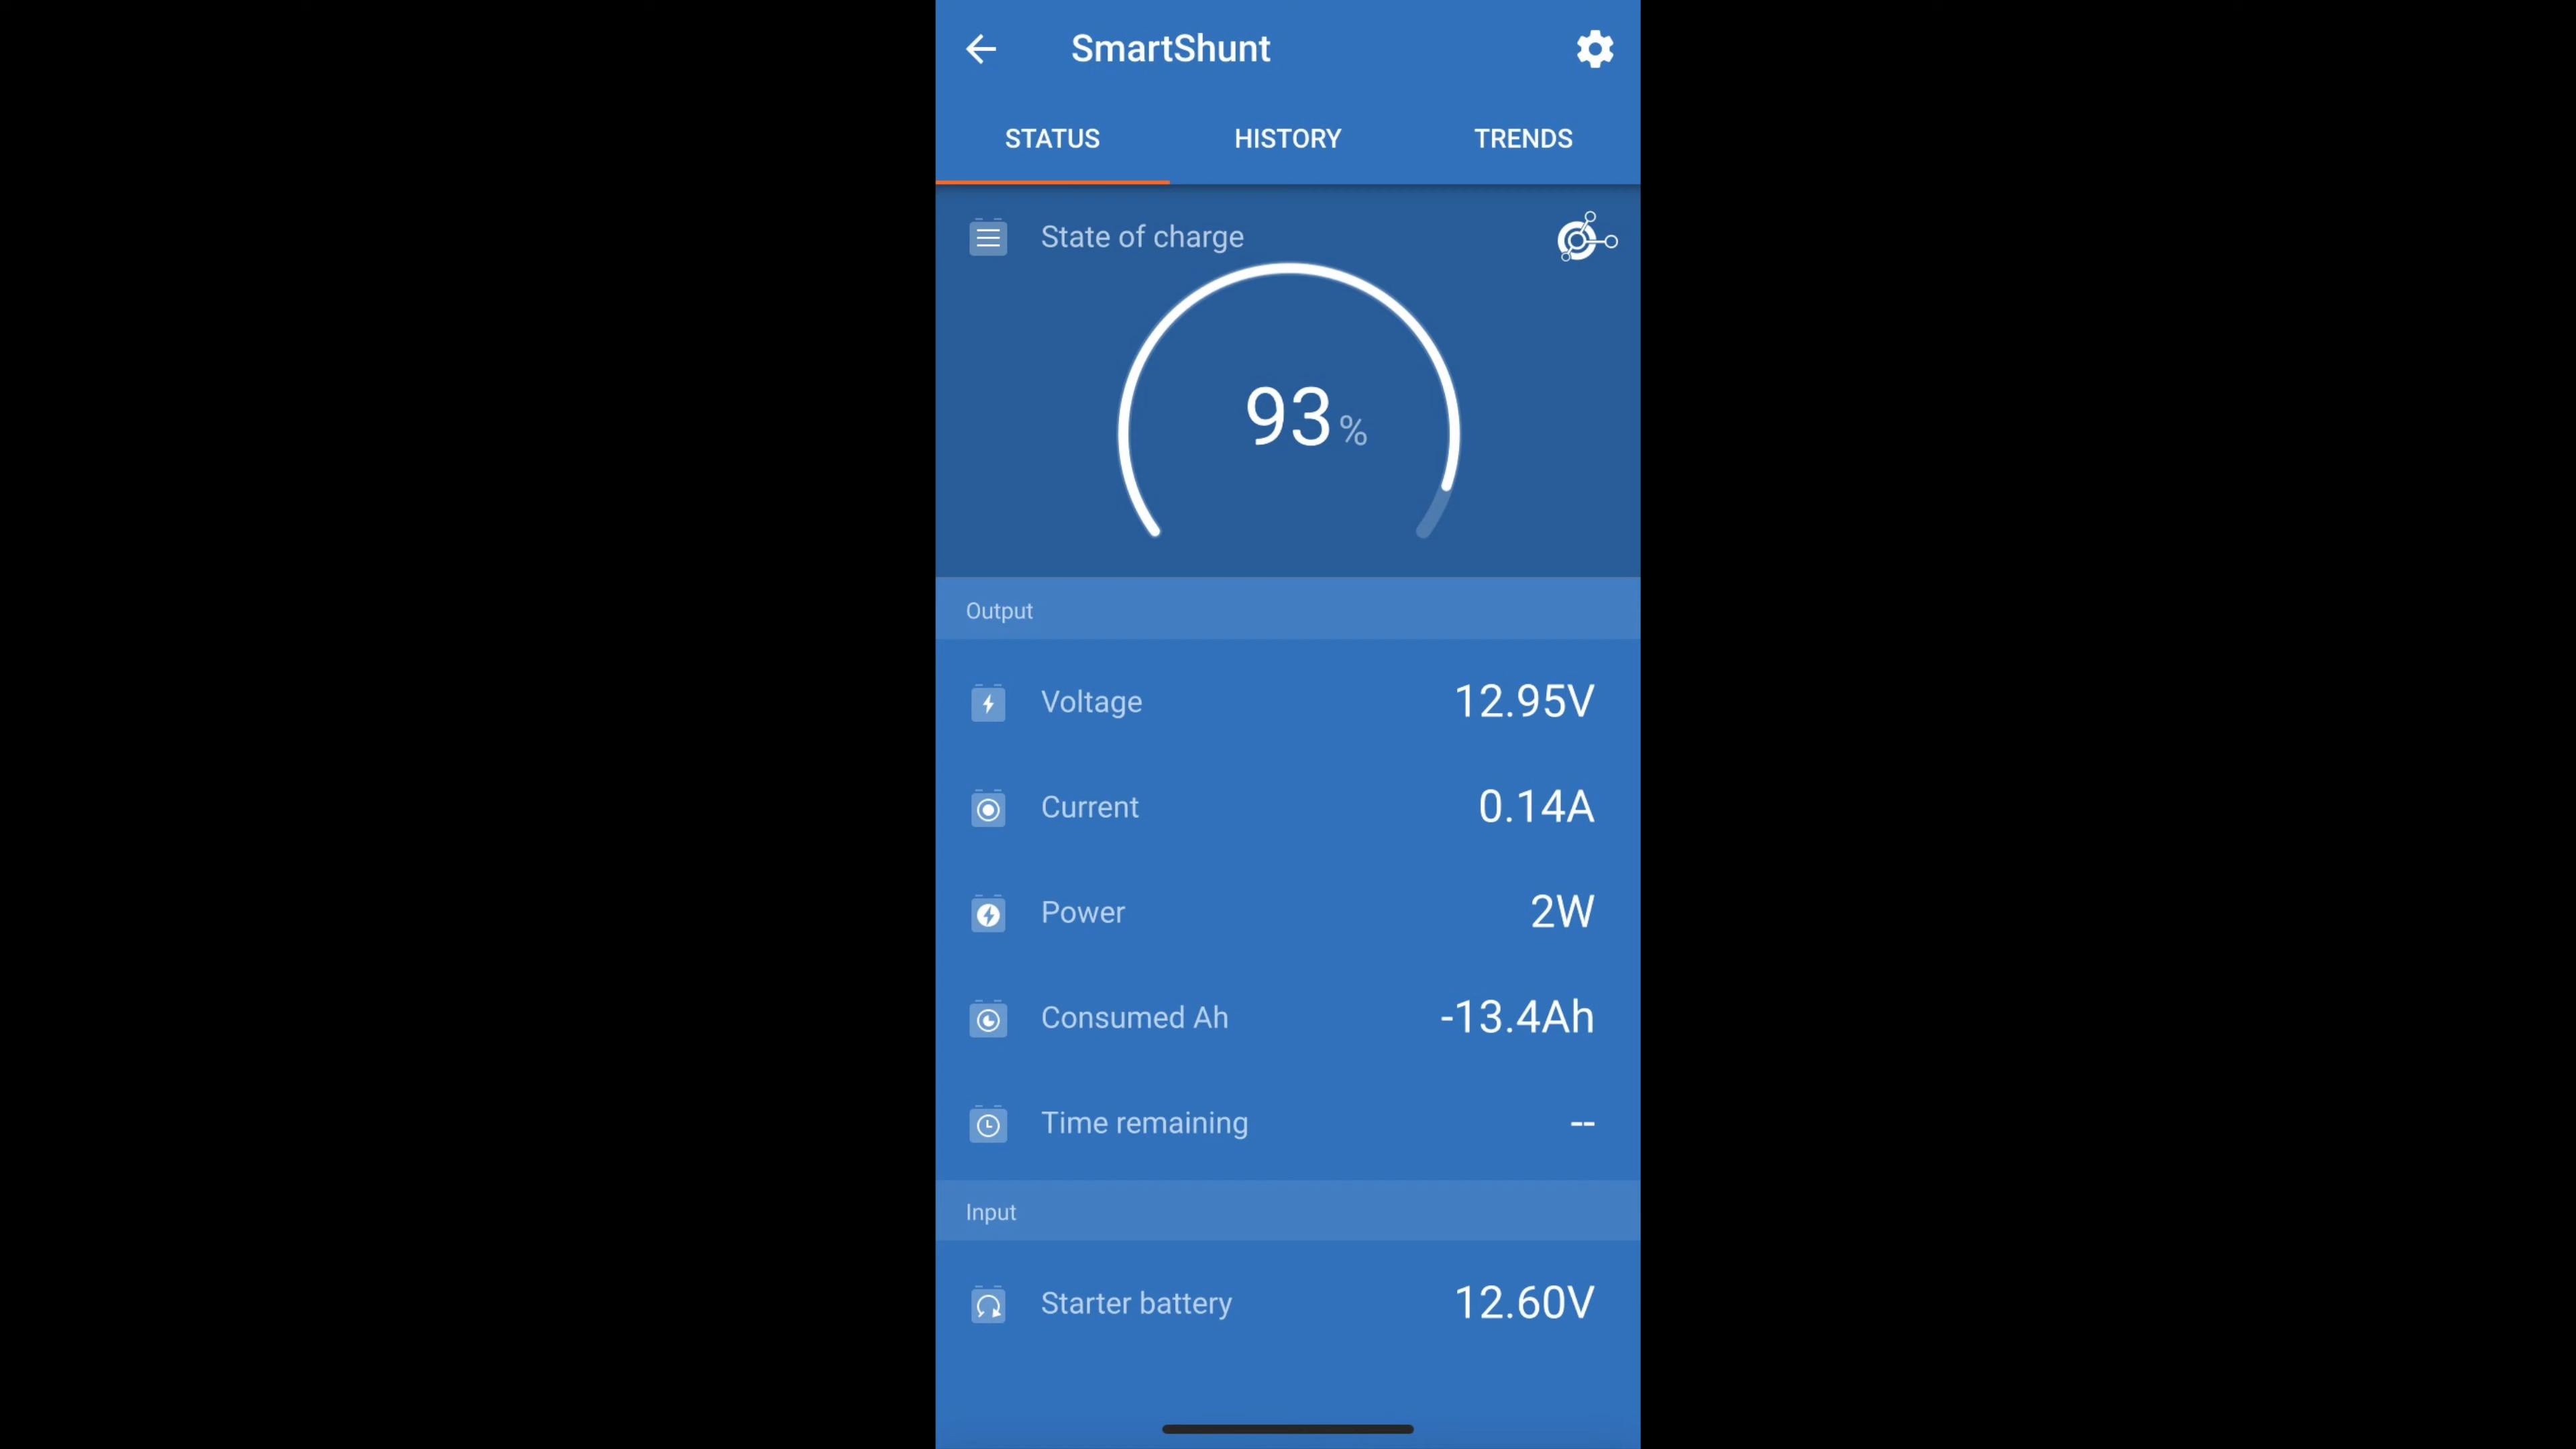 SmartShunt
STATUS HISTORY TRENDS
State of charge
93%
Output
Voltage 12.95V
Current 0.14A
Power 2W
Consumed Ah -13.4Ah
Time remaining --
Input
Starter battery 12.60V